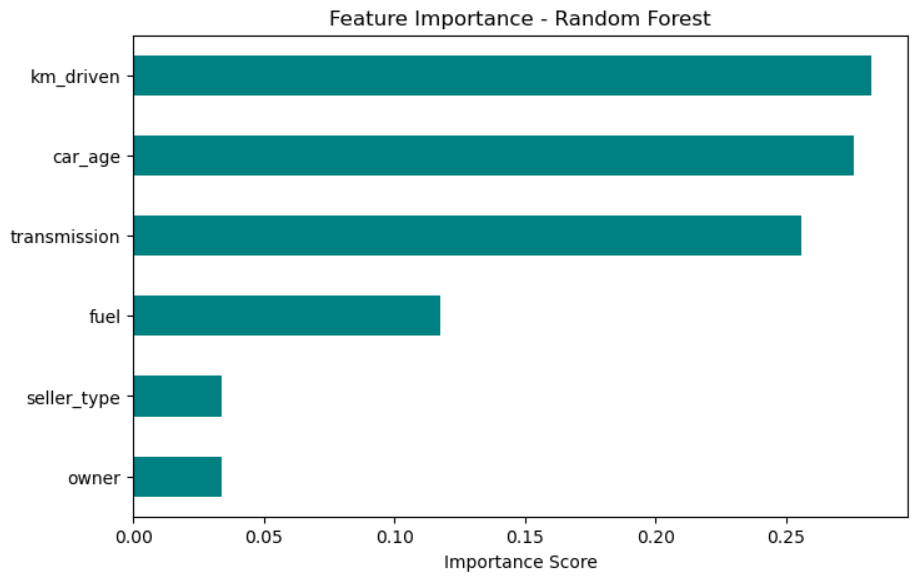 Feature Importance - Random Forest
km_driven
car_age
transmission
fuel
seller_type
owner
0.00 0.05 0.10 0.15 0.20 0.25
Importance Score